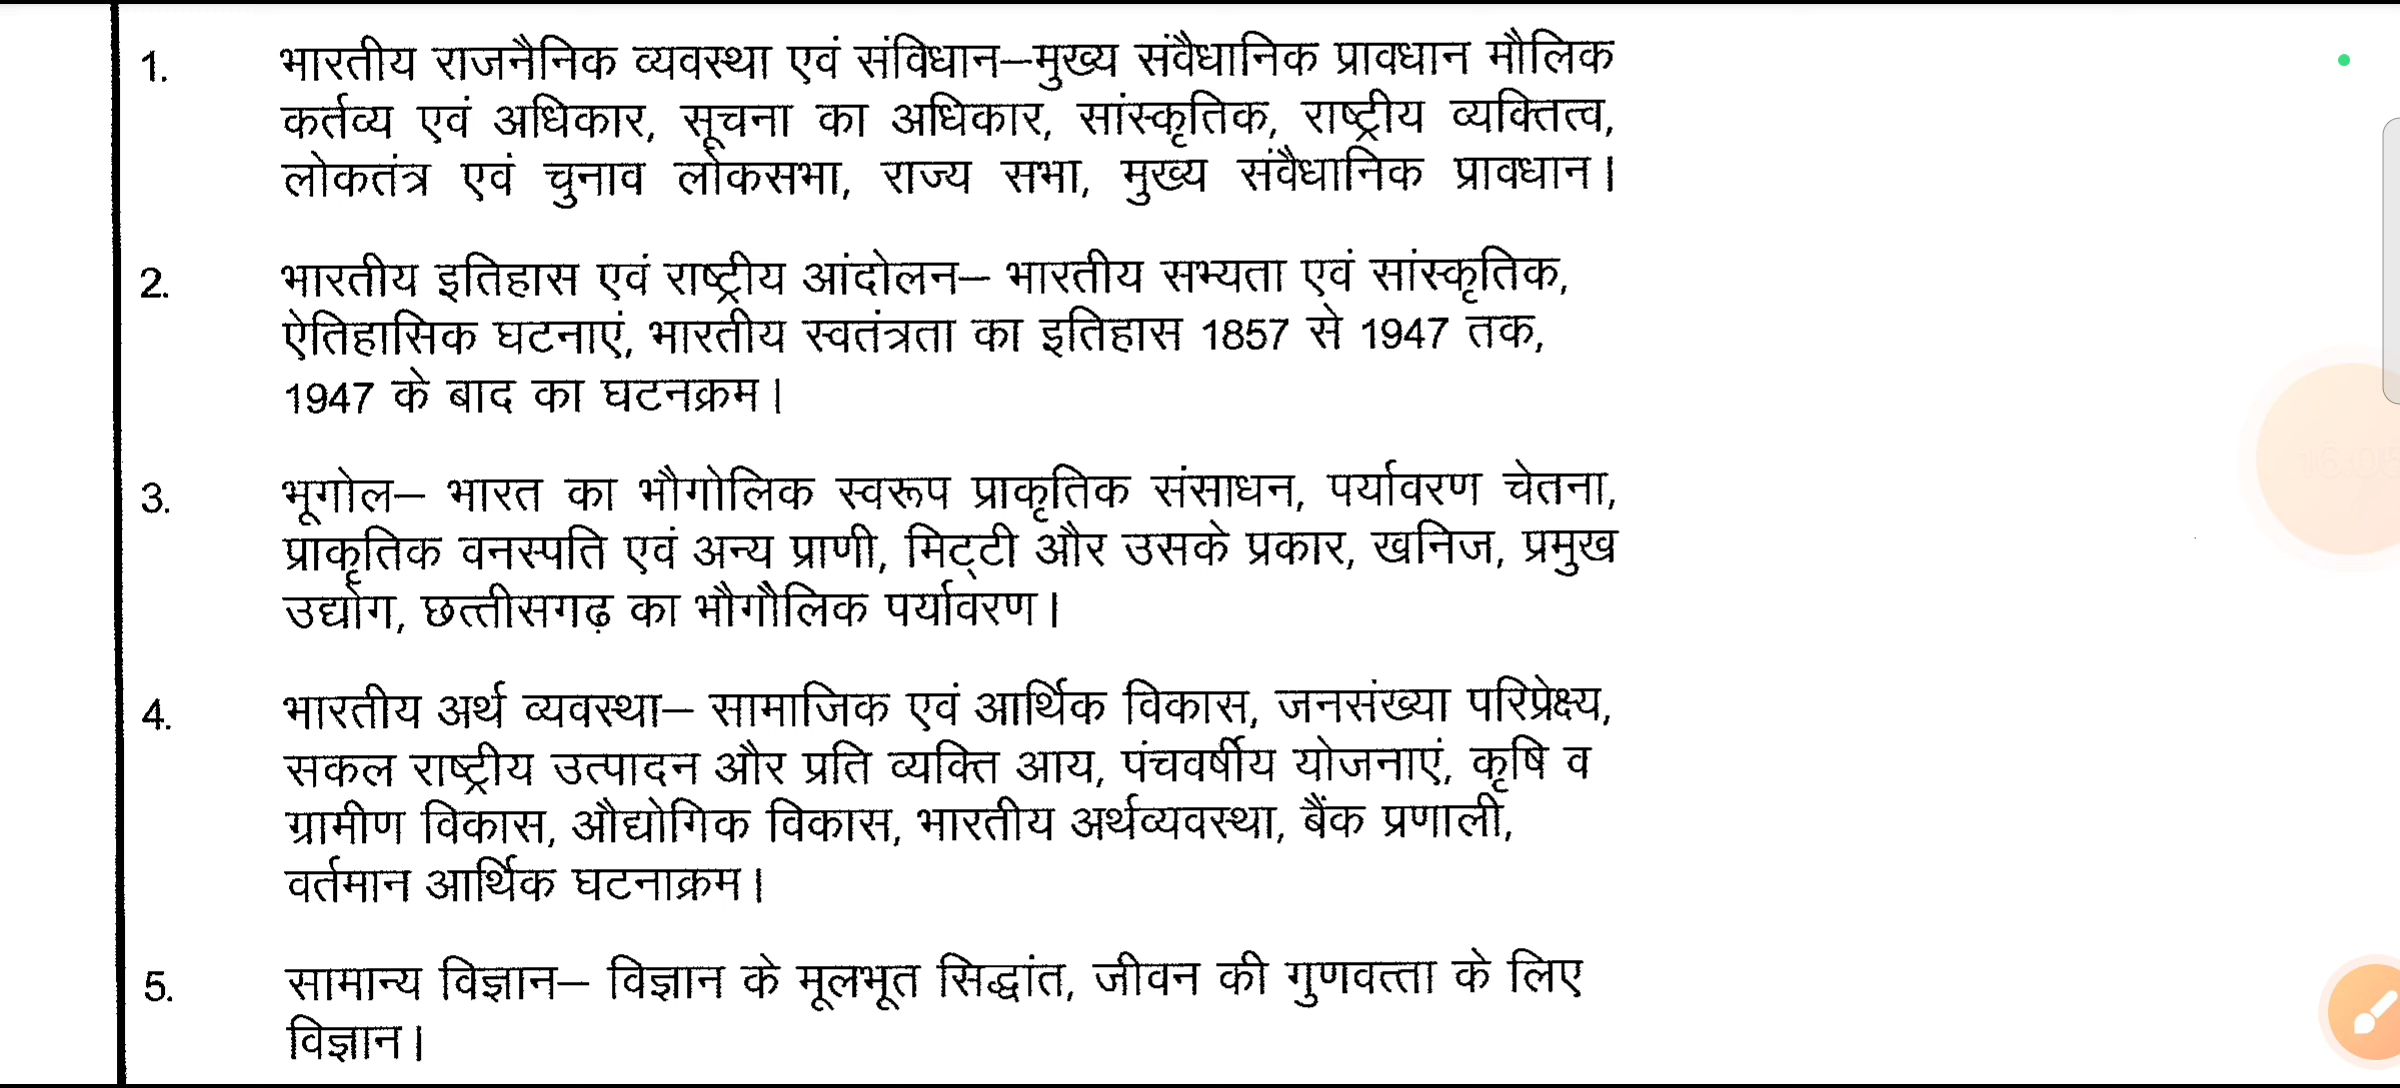 1. भारतीय राजनैनिक व्यवस्था एवं संविधान–मुख्य संवैधानिक प्रावधान मौलिक
कर्तव्य एवं अधिकार, सूचना का अधिकार, सांस्कृतिक, राष्ट्रीय व्यक्तित्व,
लोकतंत्र एवं चुनाव लोकसभा, राज्य सभा, मुख्य संवैधानिक प्रावधान।
2. भारतीय इतिहास एवं राष्ट्रीय आंदोलन– भारतीय सभ्यता एवं सांस्कृतिक,
ऐतिहासिक घटनाएं, भारतीय स्वतंत्रता का इतिहास 1857 से 1947 तक,
1947 के बाद का घटनक्रम।
3. भूगोल– भारत का भौगोलिक स्वरूप प्राकृतिक संसाधन, पर्यावरण चेतना,
प्राकृतिक वनस्पति एवं अन्य प्राणी, मिट्टी और उसके प्रकार, खनिज, प्रमुख
उद्योग, छत्तीसगढ़ का भौगौलिक पर्यावरण।
4. भारतीय अर्थ व्यवस्था– सामाजिक एवं आर्थिक विकास, जनसंख्या परिप्रेक्ष्य,
सकल राष्ट्रीय उत्पादन और प्रति व्यक्ति आय, पंचवर्षीय योजनाएं, कृषि व
ग्रामीण विकास, औद्योगिक विकास, भारतीय अर्थव्यवस्था, बैंक प्रणाली,
वर्तमान आर्थिक घटनाक्रम।
5. सामान्य विज्ञान– विज्ञान के मूलभूत सिद्धांत, जीवन की गुणवत्ता के लिए
विज्ञान।